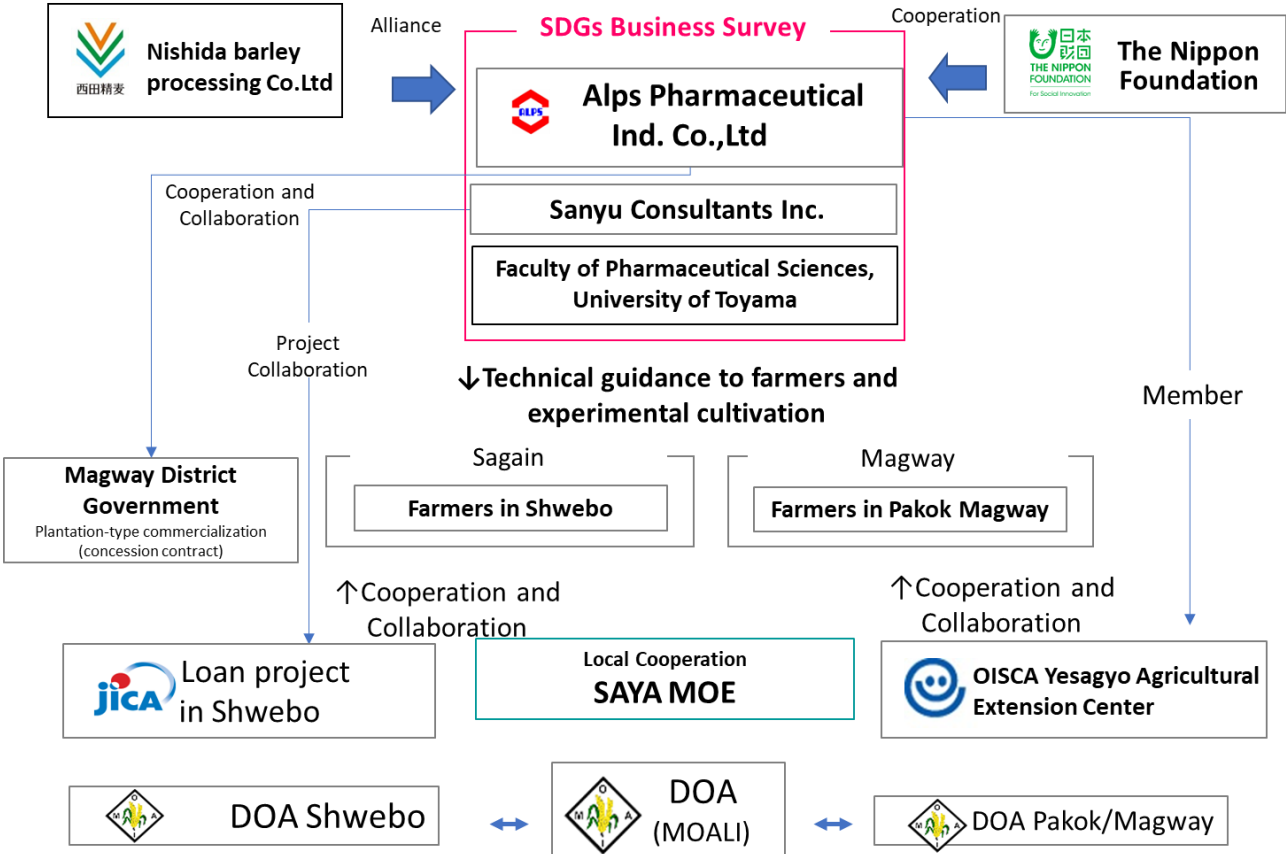 Alliance
SDGs Business Survey
Cooperation
Nishida barley
processing Co.Ltd
西田精麦
日本
財団
THE NIPPON
FOUNDATION
For Social Innovation
The Nippon
Foundation
ALPS
Alps Pharmaceutical
Ind. Co.,Ltd
Cooperation and
Collaboration
Sanyu Consultants Inc.
Faculty of Pharmaceutical Sciences,
University of Toyama
Project
Collaboration
↓Technical guidance to farmers and
experimental cultivation
Member
Magway District
Government
Plantation-type commercialization
(concession contract)
Sagain
Farmers in Shwebo
Magway
Farmers in Pakok Magway
↑Cooperation and
Collaboration
↑Cooperation and
Collaboration
jICA
Loan project
in Shwebo
Local Cooperation
SAYA MOE
OISCA Yesagyo Agricultural
Extension Center
M O A I
DOA Shwebo
M O A I
DOA
(MOALI)
M O A I
DOA Pakok/Magway